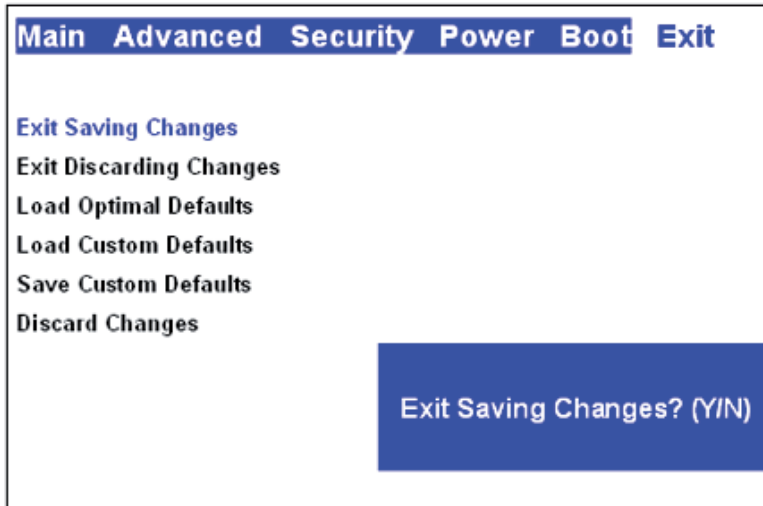 Main Advanced Security Power Boot Exit
Exit Saving Changes
Exit Discarding Changes
Load Optimal Defaults
Load Custom Defaults
Save Custom Defaults
Discard Changes
Exit Saving Changes? (Y/N)